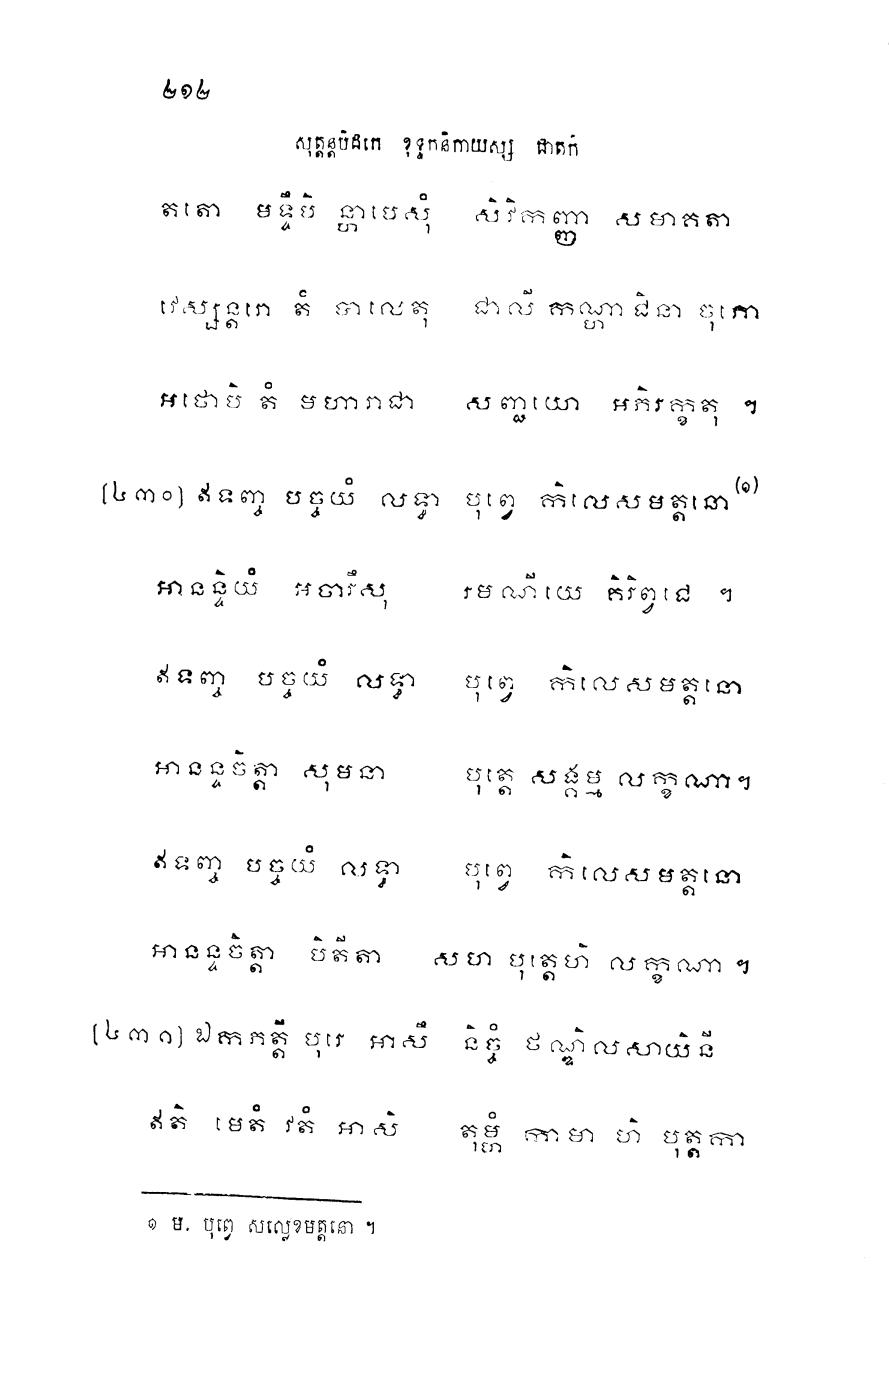 ២១២
សុត្តន្តបិដកេ ខុទ្ទកនិកាយស្ស ជាតកំ
តតោ មទ្ទឹបិ ន្ហាបេសុំ សិវិកញ្ញា សមាគតា
វេស្សន្តរោ តំ បាលេតុ ជាលី កណ្ហាជិនា ចុភោ
អថោបិ តំ មហារាជា សញ្ជយោ អភិរក្ខតុ ។
(៤៣០) ឥទញ្ច បច្ចយំ លទ្ធា បុព្វេ កិលេសមត្តនោ(១)
អានន្ទិយំ អចារឹសុ រមណីយេ គិរិព្វជេ ។
ឥទញ្ច បច្ចយំ លទ្ធា បុព្វេ កិលេសមត្តនោ
អានន្ទចិត្តា សុមនា បុត្តេ សង្គម្ម លក្ខណា។
ឥទញ្ច បច្ចយំ លទ្ធា បុព្វេ កិលេសមត្តនោ
អានន្ទចិត្តា បិតីតា សហ បុត្តេហិ លក្ខណា ។
(៤៣១) ឯកភត្តី បុរេ អាសឹ និច្ចំ ថណ្ឌិលសាយិនី
ឥតិ មេតំ វតំ អាសិ តុម្ហំ កាមា ហិ បុត្តកា
១ ម. បុព្វេ សល្លេខមត្តនោ ។